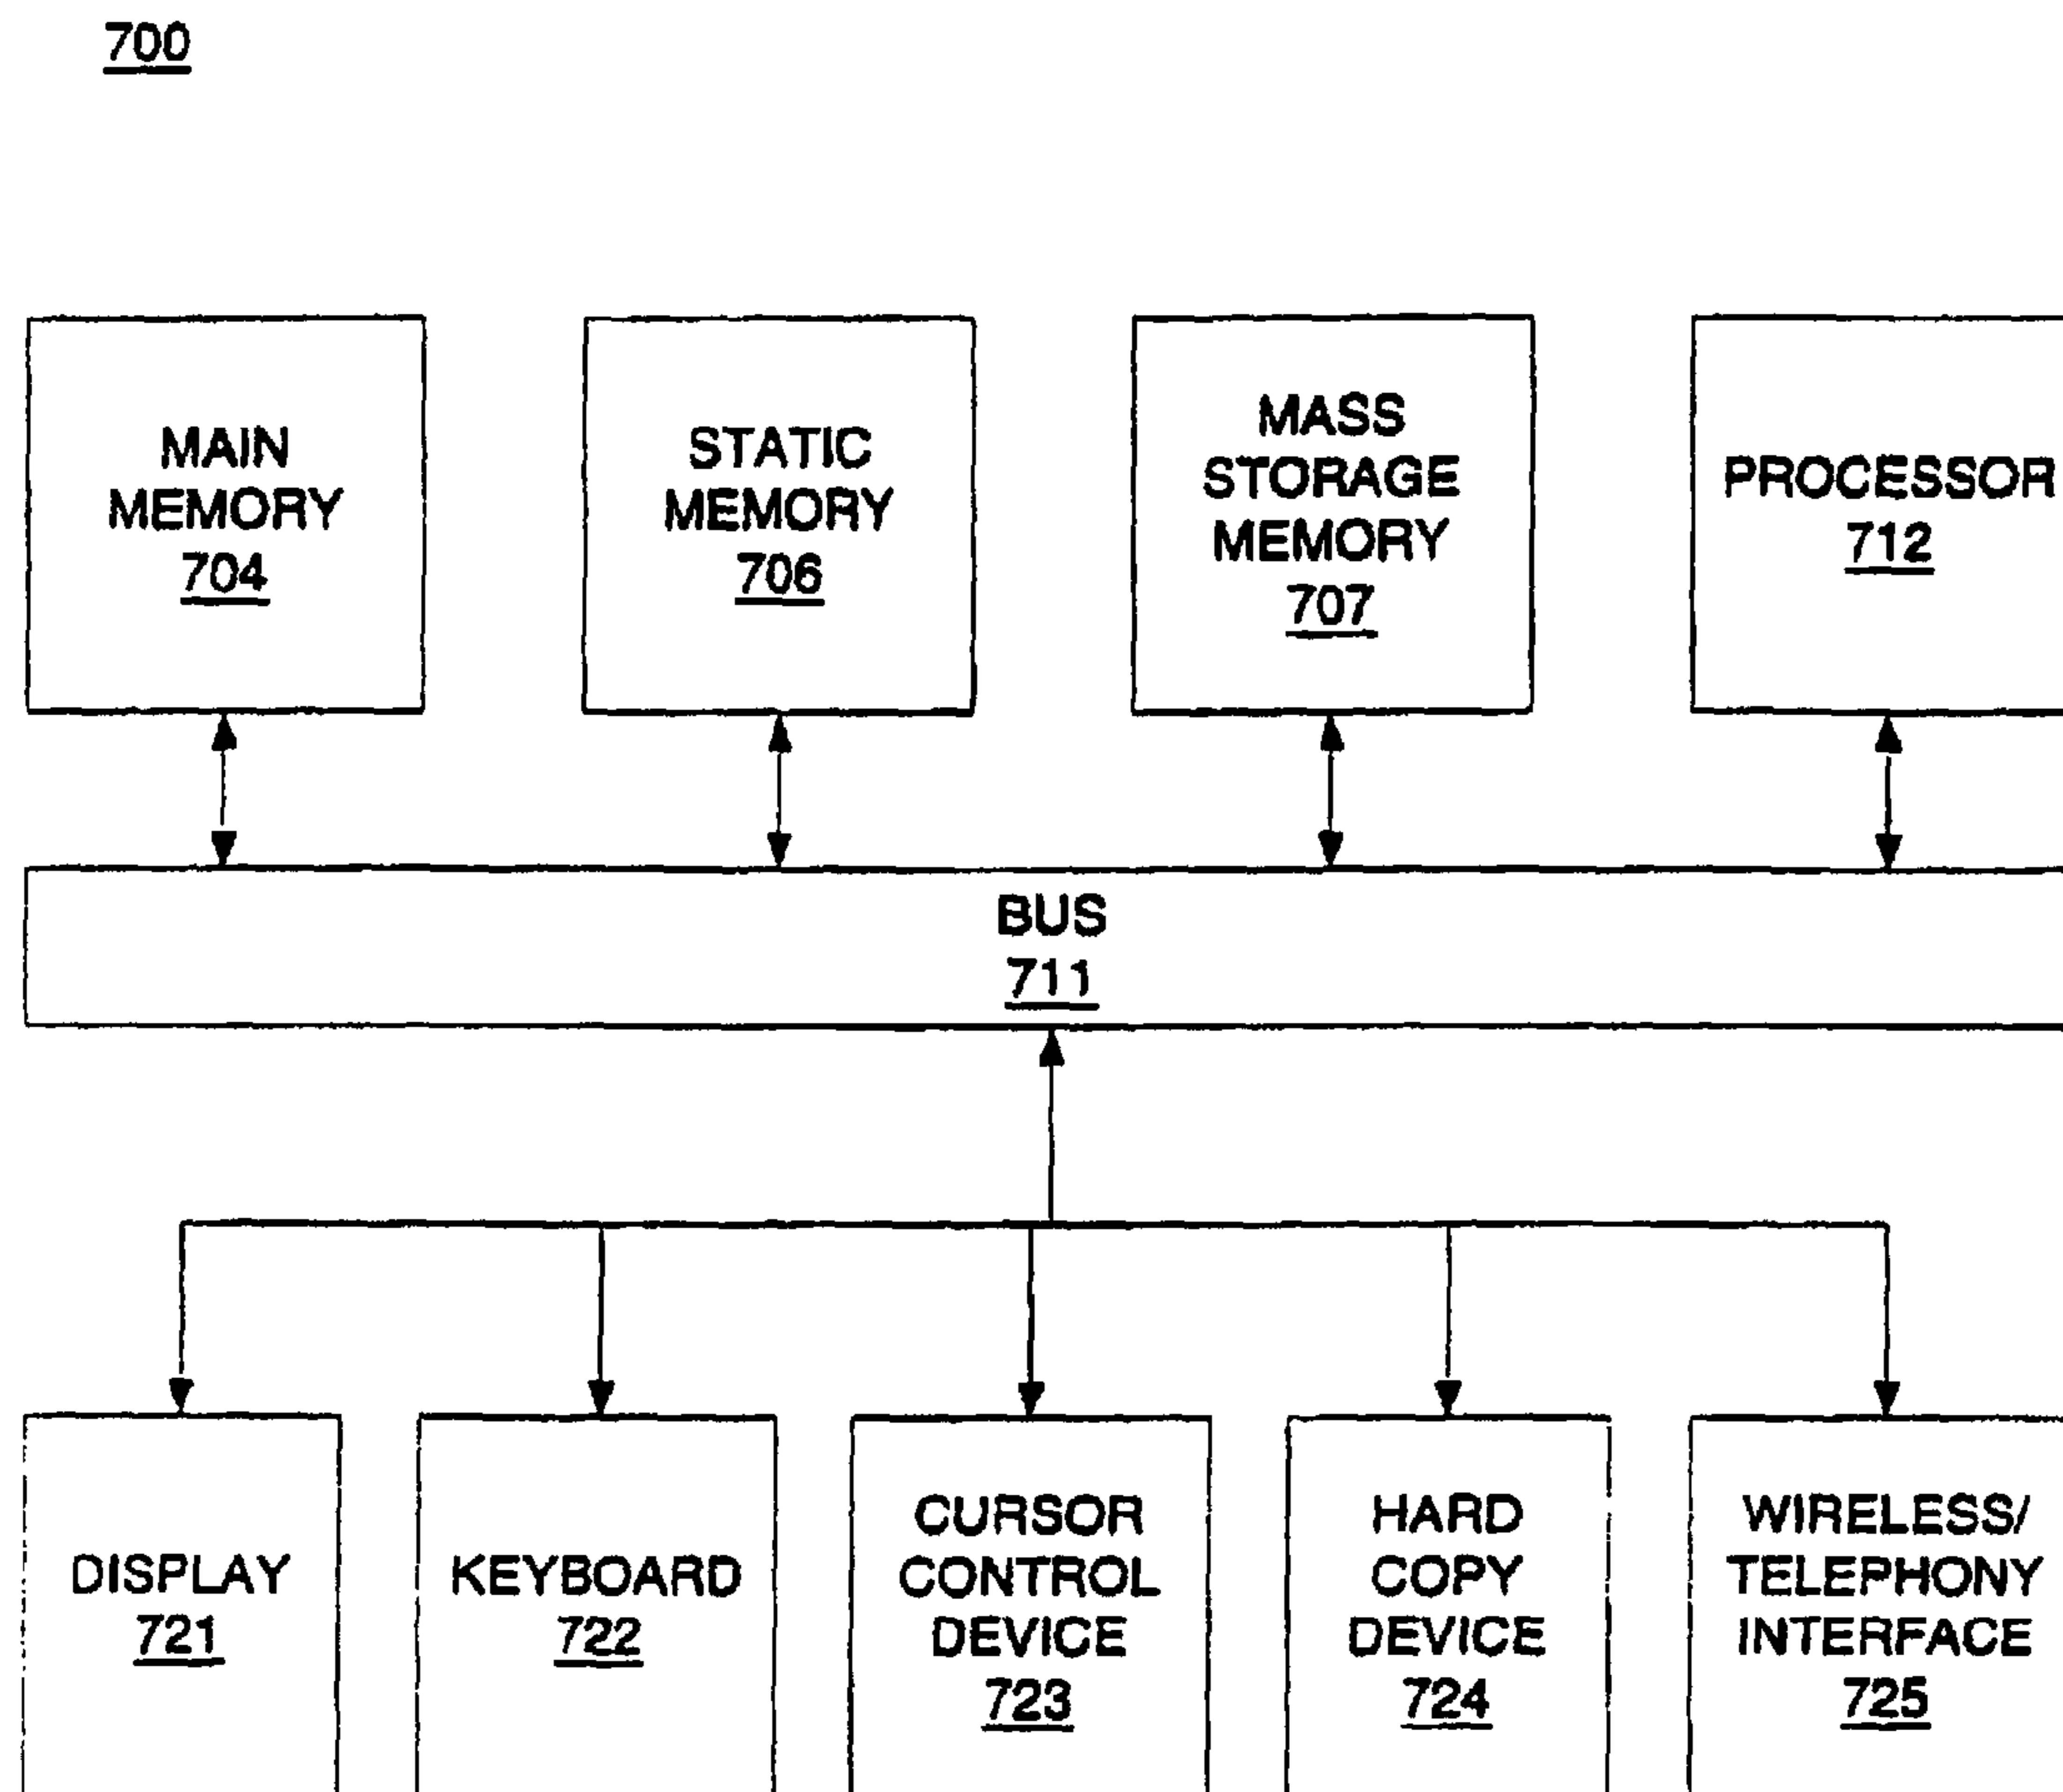 700
MAIN
MEMORY
704
STATIC
MEMORY
706
MASS
STORAGE
MEMORY
707
PROCESSOR
712
BUS
711
DISPLAY
721
KEYBOARD
722
CURSOR
CONTROL
DEVICE
723
HARD
COPY
DEVICE
724
WIRELESS/
TELEPHONY
INTERFACE
725